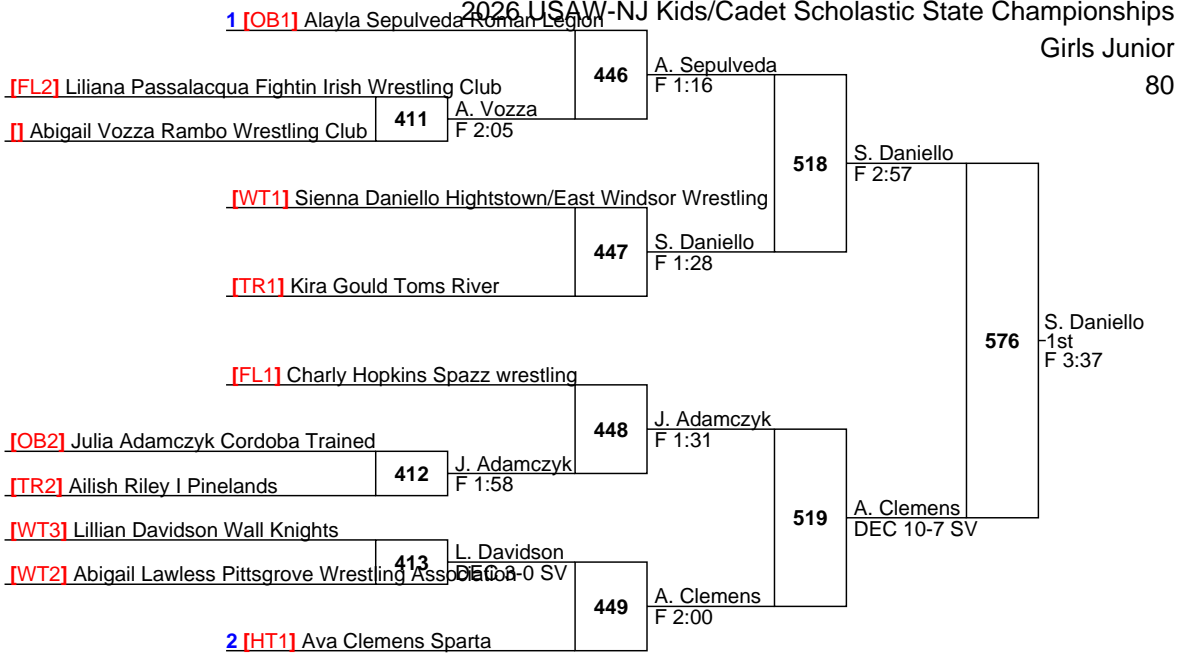 2026 USAW-NJ Kids/Cadet Scholastic State Championships
Girls Junior
80
1 [OB1] Alayla Sepulveda Roman Legion
[FL2] Liliana Passalacqua Fightin Irish Wrestling Club
[] Abigail Vozza Rambo Wrestling Club
411
A. Vozza
F 2:05
446
A. Sepulveda
F 1:16
[WT1] Sienna Daniello Hightstown/East Windsor Wrestling
[TR1] Kira Gould Toms River
447
S. Daniello
F 1:28
518
S. Daniello
F 2:57
[FL1] Charly Hopkins Spazz wrestling
[OB2] Julia Adamczyk Cordoba Trained
[TR2] Ailish Riley I Pinelands
412
J. Adamczyk
F 1:58
448
J. Adamczyk
F 1:31
[WT3] Lillian Davidson Wall Knights
[WT2] Abigail Lawless Pittsgrove Wrestling Association
413
L. Davidson
DEC 3-0 SV
2 [HT1] Ava Clemens Sparta
449
A. Clemens
F 2:00
519
A. Clemens
DEC 10-7 SV
576
S. Daniello
1st
F 3:37